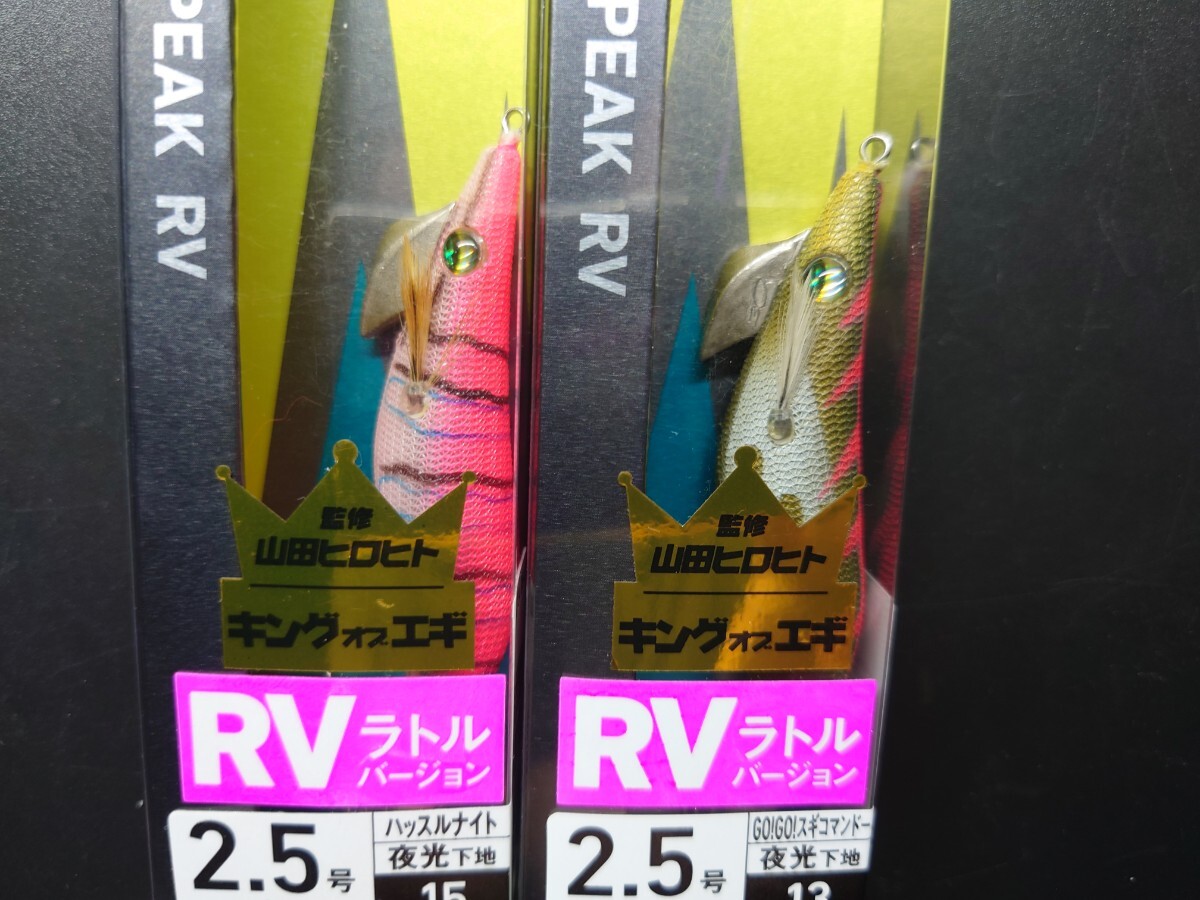 PEAK RV
監修
山田ヒロヒト
キングオブエギ
RV ラトル
バージョン
2.5号
ハッスルナイト
夜光下地
15
PEAK RV
監修
山田ヒロヒト
キングオブエギ
RV ラトル
バージョン
2.5号
GO!GO!スギコマンドー
夜光下地
13